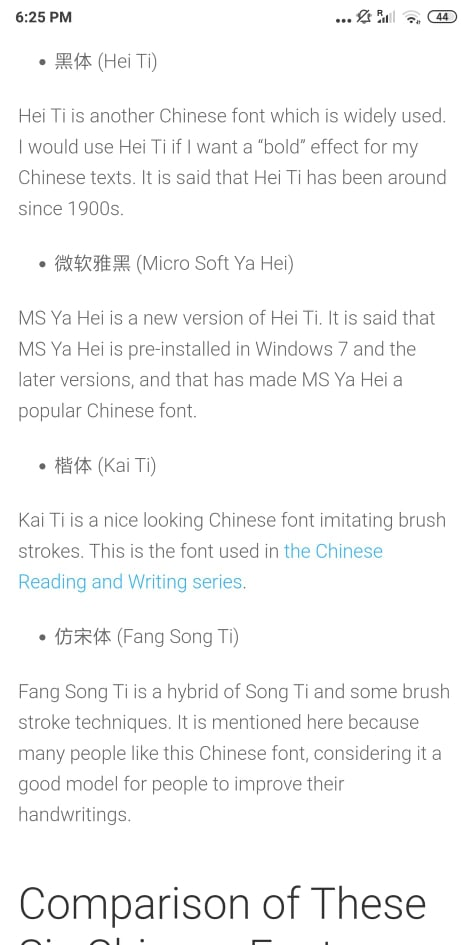 6:25 PM
R
44
• 黑体 (Hei Ti)
Hei Ti is another Chinese font which is widely used.
I would use Hei Ti if I want a “bold” effect for my
Chinese texts. It is said that Hei Ti has been around
since 1900s.
• 微软雅黑 (Micro Soft Ya Hei)
MS Ya Hei is a new version of Hei Ti. It is said that
MS Ya Hei is pre-installed in Windows 7 and the
later versions, and that has made MS Ya Hei a
popular Chinese font.
• 楷体 (Kai Ti)
Kai Ti is a nice looking Chinese font imitating brush
strokes. This is the font used in the Chinese
Reading and Writing series.
• 仿宋体 (Fang Song Ti)
Fang Song Ti is a hybrid of Song Ti and some brush
stroke techniques. It is mentioned here because
many people like this Chinese font, considering it a
good model for people to improve their
handwritings.
Comparison of These